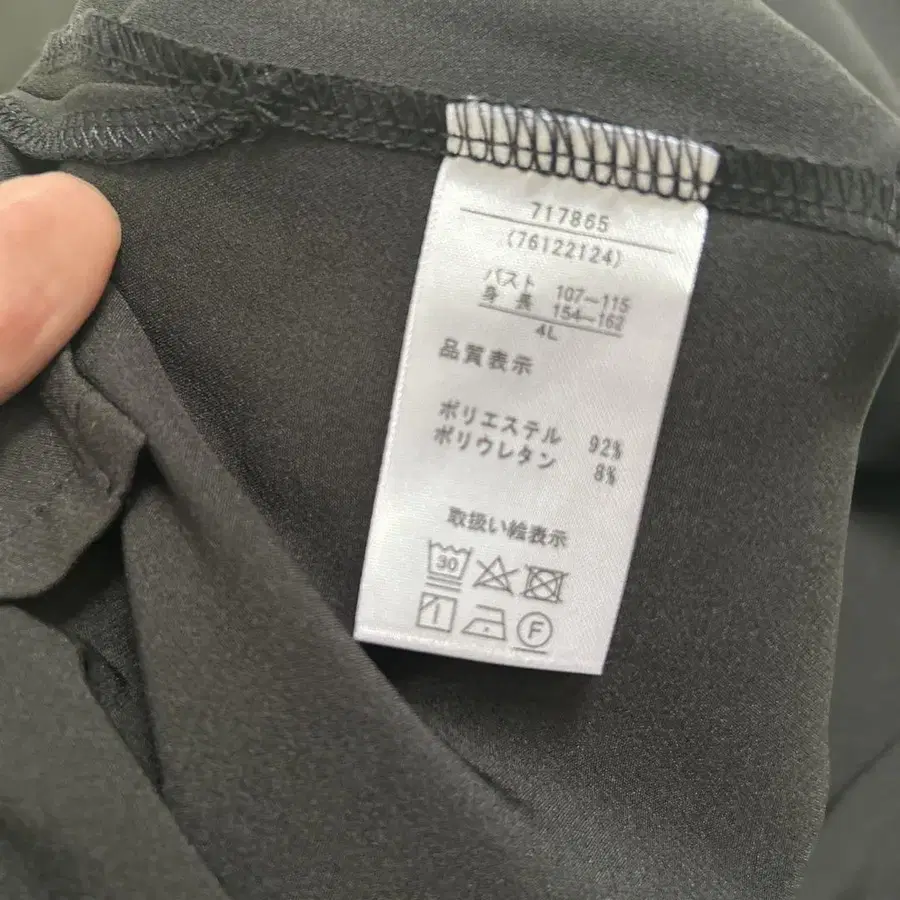 717865
(76122124)
バスト 107〜115
身長 154〜162
4L
品質表示
ポリエステル 92%
ポリウレタン 8%
取扱い絵表示
30
F